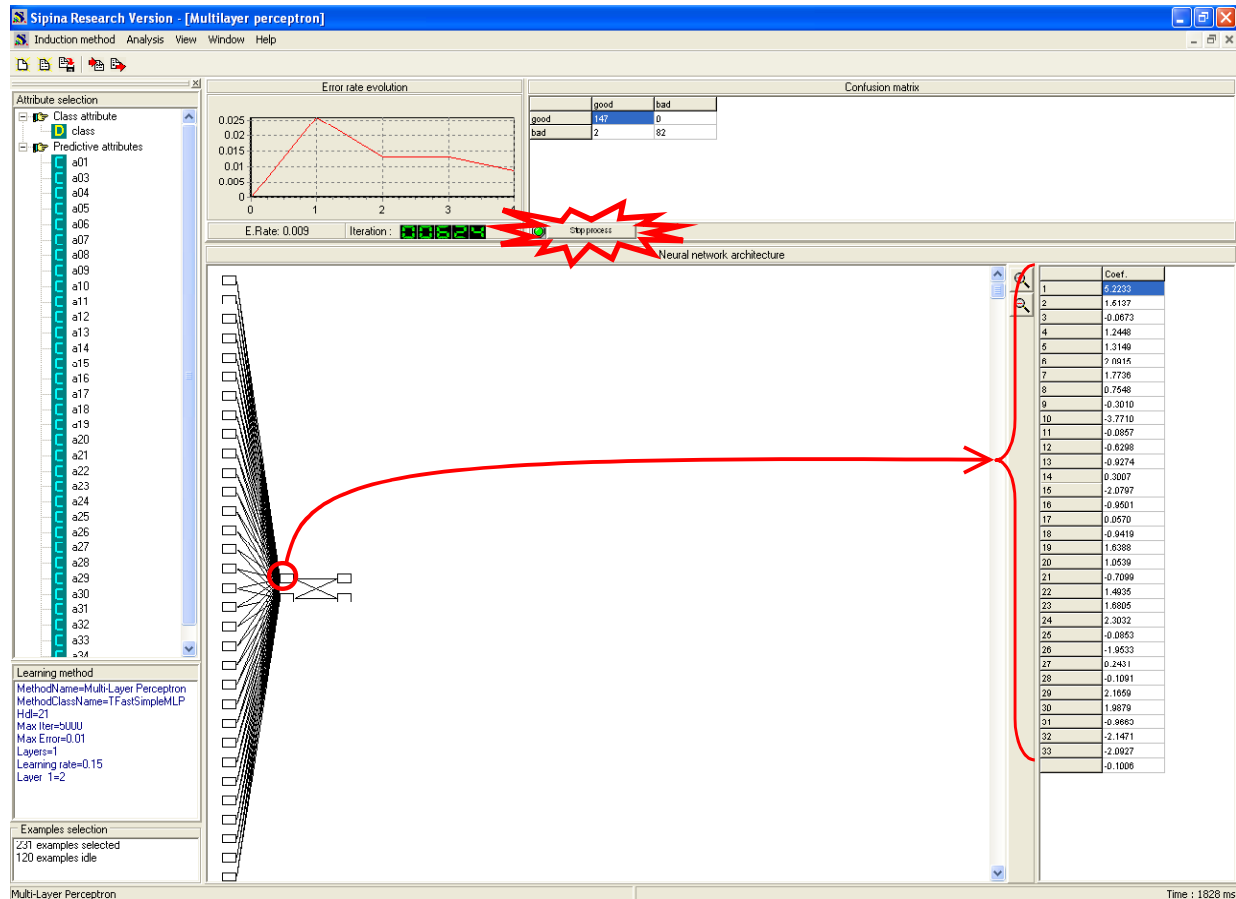 Sipina Research Version - [Multilayer perceptron]
Induction method Analysis View Window Help
Attribute selection
Class attribute
class
Predictive attributes
a01
a03
a04
a05
a06
a07
a08
a09
a10
a11
a12
a13
a14
a15
a16
a17
a18
a19
a20
a21
a22
a23
a24
a25
a26
a27
a28
a29
a30
a31
a32
a33
a34
Learning method
MethodName=Multi-Layer Perceptron
MethodClassName=TFastSimpleMLP
Hdl=21
Max Iter=5000
Max Error=0.01
Layers=1
Learning rate=0.15
Layer 1=2
Examples selection
231 examples selected
120 examples idle
Error rate evolution
0.025
0.02
0.015
0.01
0.005
0
0 1 2 3 4
E.Rate: 0.009
Iteration : 00524
Stop process
Confusion matrix
good bad
good 147 0
bad 2 82
Neural network architecture
Coef.
1 5.2233
2 1.5137
3 -0.0673
4 1.2448
5 1.3149
6 2.0915
7 1.7736
8 0.7548
9 -0.3010
10 -3.7710
11 -0.0857
12 -0.6298
13 -0.9274
14 0.3007
15 -2.0797
16 -0.9501
17 0.0570
18 -0.9419
19 1.6388
20 1.0539
21 -0.7099
22 1.4935
23 1.6805
24 2.3032
25 -0.0853
26 -1.9533
27 0.2431
28 -0.1091
29 2.1659
30 1.9879
31 -0.9663
32 -2.1471
33 -2.0927
-0.1006
Multi-Layer Perceptron
Time : 1828 ms